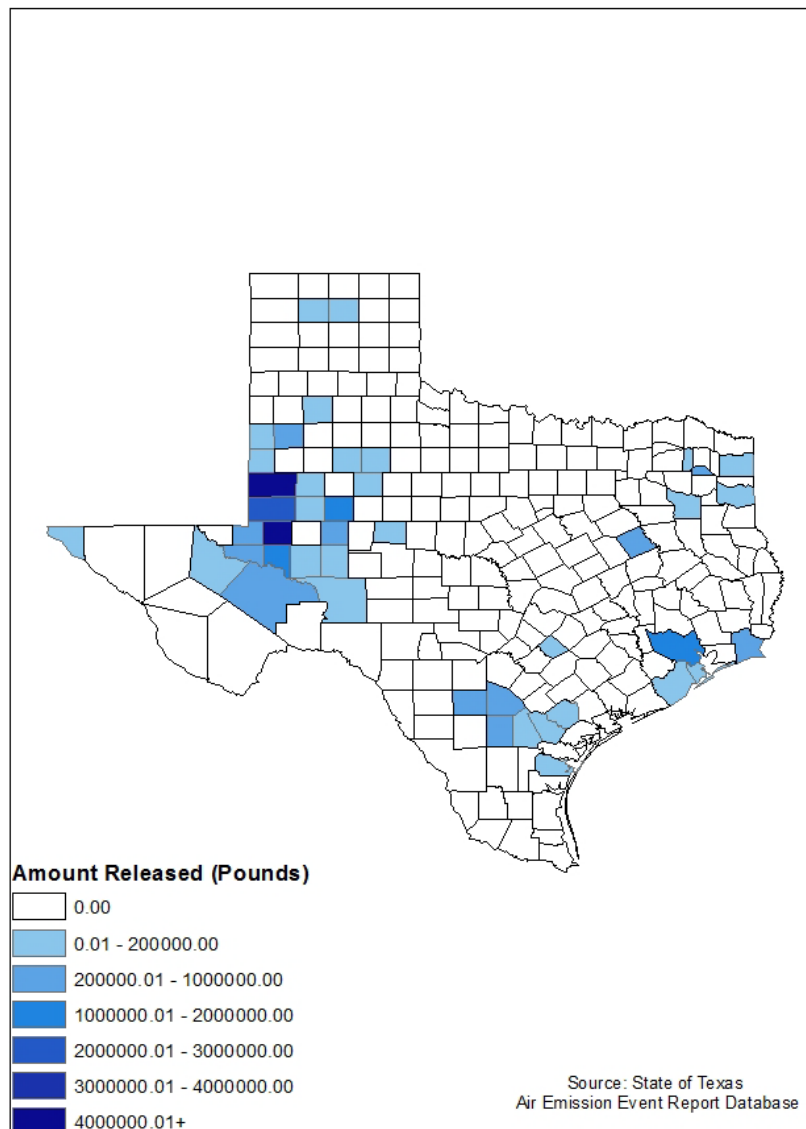 Amount Released (Pounds)
0.00
0.01 - 200000.00
200000.01 - 1000000.00
1000000.01 - 2000000.00
2000000.01 - 3000000.00
3000000.01 - 4000000.00
4000000.01+
Source: State of Texas
Air Emission Event Report Database